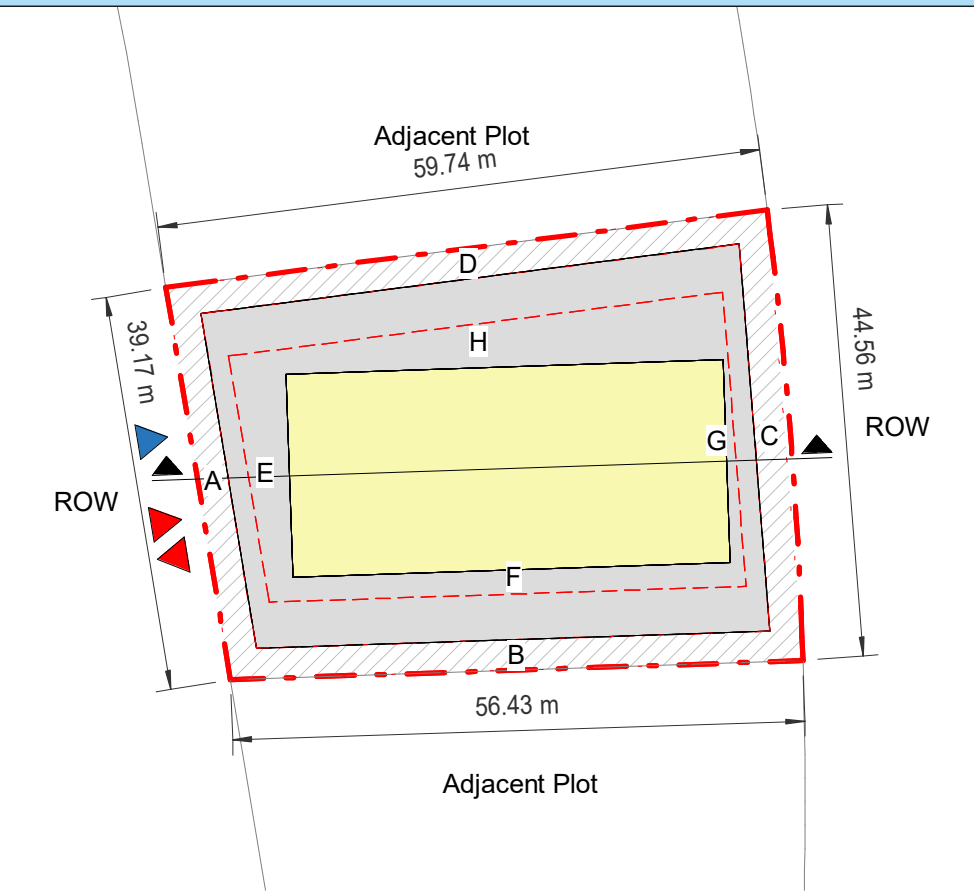 Adjacent Plot
59.74 m
D
39.17 m
H
44.56 m
ROW
G
C
A
E
ROW
F
B
56.43 m
Adjacent Plot